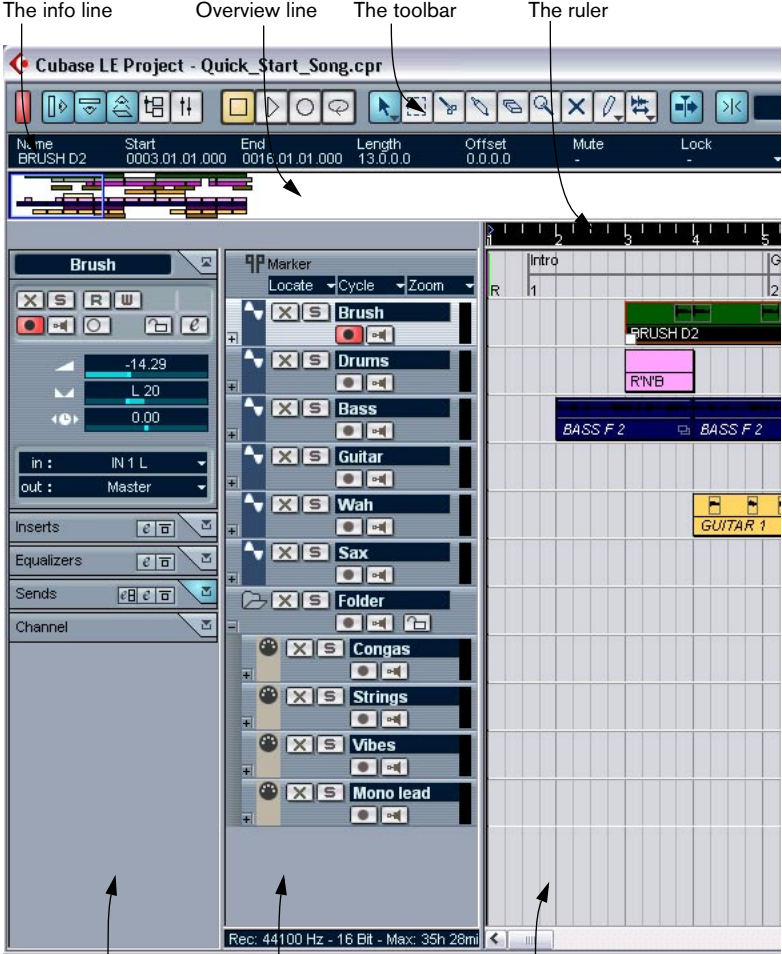 The info line Overview line The toolbar The ruler
Cubase LE Project - Quick_Start_Song.cpr
Name Start End Length Offset Mute Lock
BRUSH D2 0003.01.01.000 0016.01.01.000 13.0.0.0 0.0.0.0 - -
1 2 3 4 5
Brush
X S R W
e
-14.29
L 20
0.00
in : IN 1 L
out : Master
Inserts e
Equalizers e
Sends e e
Channel
Marker
Locate Cycle Zoom
R Intro
1 2
X S Brush
BRUSH D2
X S Drums
R'N'B
X S Bass
BASS F 2 BASS F 2
X S Guitar
X S Wah
GUITAR 1
X S Sax
X S Folder
X S Congas
X S Strings
X S Vibes
X S Mono lead
Rec: 44100 Hz - 16 Bit - Max: 35h 28mi